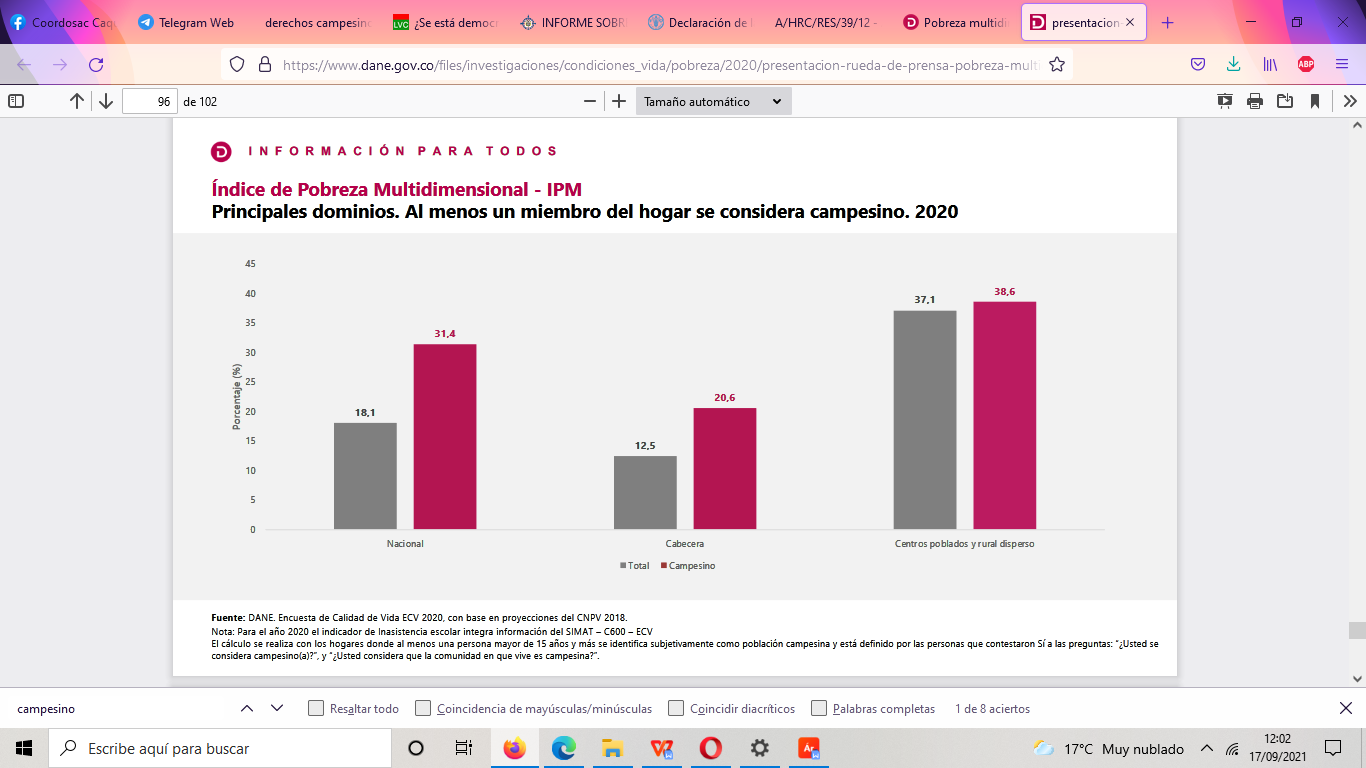 Coordosac Caq
Telegram Web
derechos campesino
¿Se está democr
INFORME SOBR
Declaración de l
A/HRC/RES/39/12 -
Pobreza multidi
presentacion-
https://www.dane.gov.co/files/investigaciones/condiciones_vida/pobreza/2020/presentacion-rueda-de-prensa-pobreza-mult
ABP
96 de 102
Tamaño automático
INFORMACIÓN PARA TODOS
Índice de Pobreza Multidimensional - IPM
Principales dominios. Al menos un miembro del hogar se considera campesino. 2020
Porcentaje (%)
45
40
35
30
25
20
15
10
5
0
18,1
31,4
12,5
20,6
37,1
38,6
Nacional
Cabecera
Centros poblados y rural disperso
Total
Campesino
Fuente: DANE. Encuesta de Calidad de Vida ECV 2020, con base en proyecciones del CNPV 2018.
Nota: Para el año 2020 el indicador de Inasistencia escolar integra información del SIMAT – C600 – ECV
El cálculo se realiza con los hogares donde al menos una persona mayor de 15 años y más se identifica subjetivamente como población campesina y está definido por las personas que contestaron Sí a las preguntas: “¿Usted se
considera campesino(a)?”, y “¿Usted considera que la comunidad en que vive es campesina?”.
campesino
Resaltar todo
Coincidencia de mayúsculas/minúsculas
Coincidir diacríticos
Palabras completas
1 de 8 aciertos
Escribe aquí para buscar
17°C Muy nublado
12:02
17/09/2021